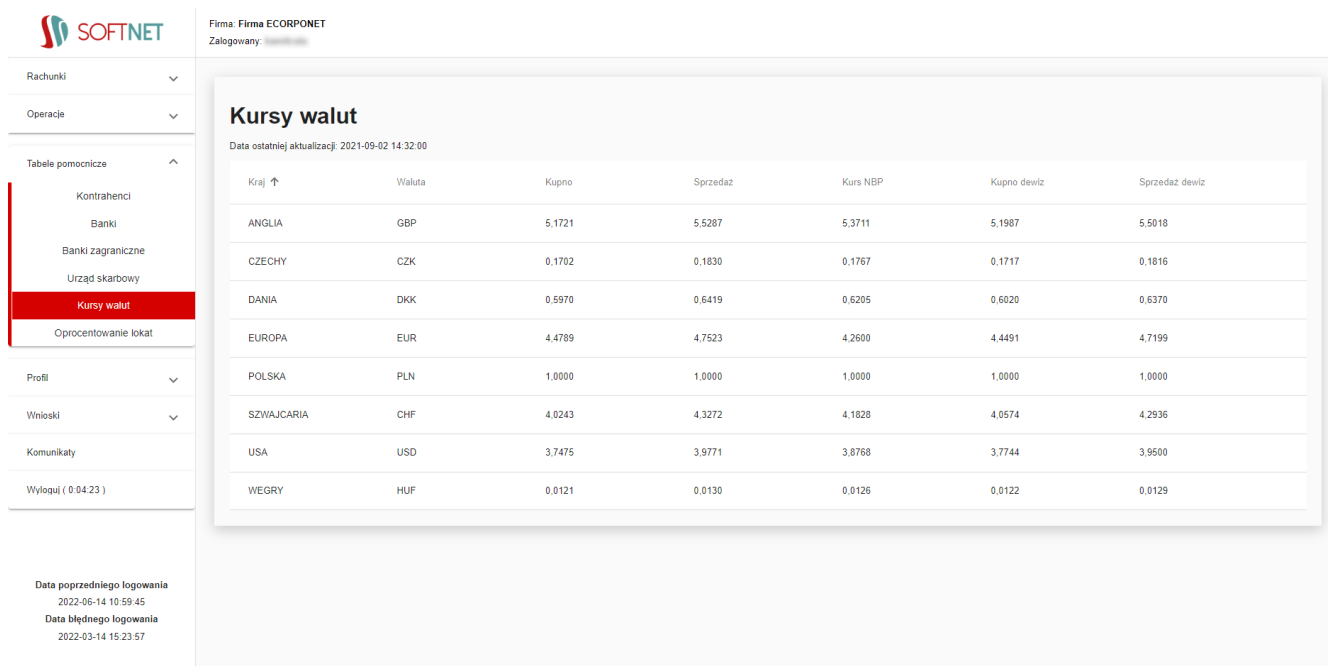 SOFTNET
Firma: Firma ECORPONET
Zalogowany:
Rachunki
Operacje
Tabele pomocnicze
Kontrahenci
Banki
Banki zagraniczne
Urząd skarbowy
Kursy walut
Oprocentowanie lokat
Profil
Wnioski
Komunikaty
Wyloguj ( 0:04:23 )
Data poprzedniego logowania
2022-06-14 10:59:45
Data błędnego logowania
2022-03-14 15:23:57
Kursy walut
Data ostatniej aktualizacji: 2021-09-02 14:32:00
Kraj ↑ Waluta Kupno Sprzedaż Kurs NBP Kupno dewiz Sprzedaż dewiz
ANGLIA GBP 5,1721 5,5287 5,3711 5,1987 5,5018
CZECHY CZK 0,1702 0,1830 0,1767 0,1717 0,1816
DANIA DKK 0,5970 0,6419 0,6205 0,6020 0,6370
EUROPA EUR 4,4789 4,7523 4,2600 4,4491 4,7199
POLSKA PLN 1,0000 1,0000 1,0000 1,0000 1,0000
SZWAJCARIA CHF 4,0243 4,3272 4,1828 4,0574 4,2936
USA USD 3,7475 3,9771 3,8768 3,7744 3,9500
WEGRY HUF 0,0121 0,0130 0,0126 0,0122 0,0129